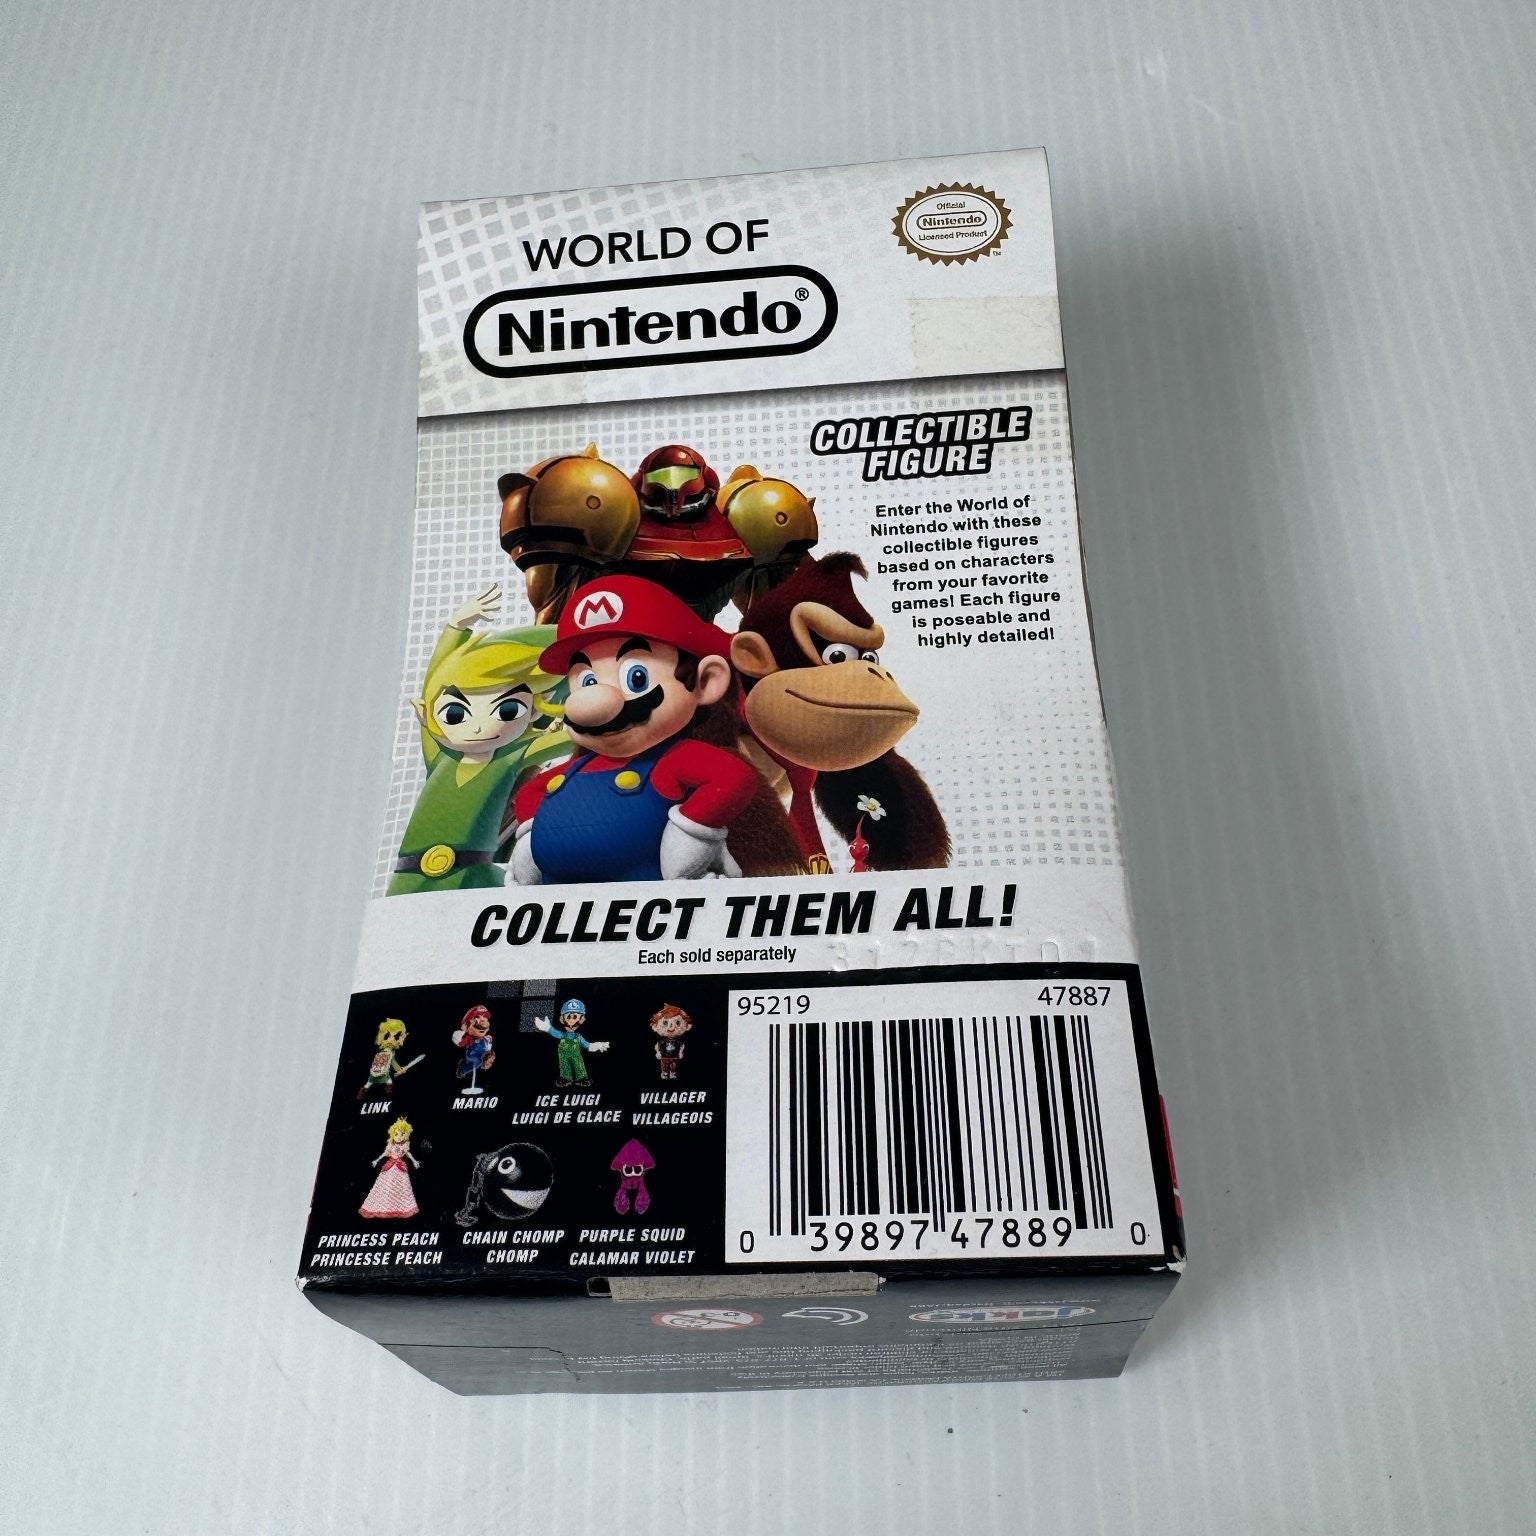 WORLD OF
Nintendo®
Official
Nintendo
Licensed Product
TM
COLLECTIBLE
FIGURE
Enter the World of
Nintendo with these
collectible figures
based on characters
from your favorite
games! Each figure
is poseable and
highly detailed!
M
COLLECT THEM ALL!
Each sold separately
LINK
MARIO
ICE LUIGI
LUIGI DE GLACE
VILLAGER
VILLAGEOIS
PRINCESS PEACH
PRINCESSE PEACH
CHAIN CHOMP
CHOMP
PURPLE SQUID
CALAMAR VIOLET
95219 47887
0 39897 47889 0